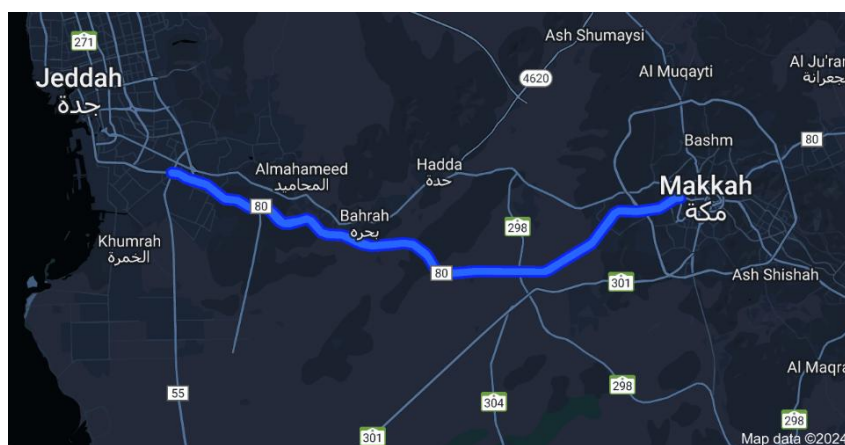 271
Ash Shumaysi
Jeddah
جدة
4620
Al Muqayti
Al Ju'ran
الجعرانة
Bashm
80
Almahameed
المحاميد
Hadda
حدة
Makkah
مكة
80
Bahrah
بحره
298
Khumrah
الخمرة
80
301
Ash Shishah
Al Maqra
55
304
298
298
301
Map data ©2024